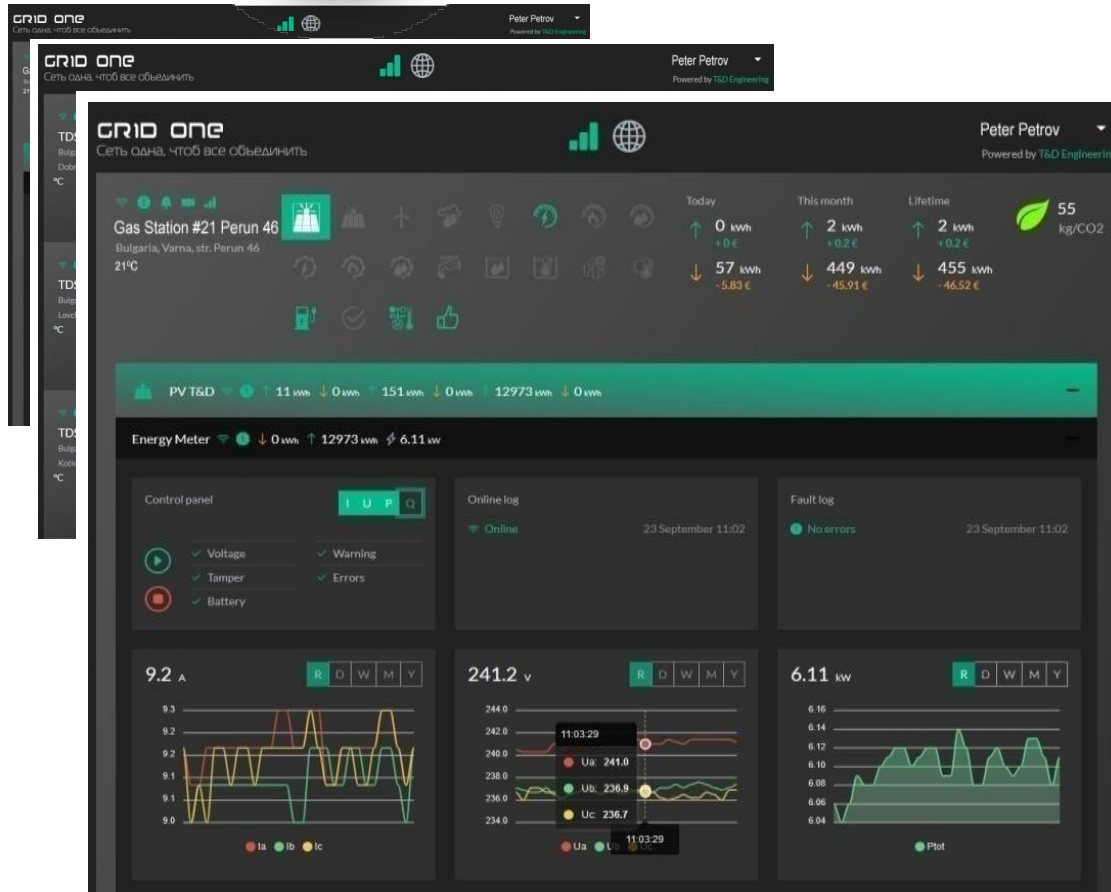 GRID ONE
Сеть одна, чтоб все объединить
Peter Petrov
Powered by T&D Engineering
GRID ONE
Сеть одна, чтоб все объединить
Peter Petrov
Powered by T&D Engineering
TDS
°C
TDS
°C
TDS
°C
GRID ONE
Сеть одна, чтоб все объединить
Peter Petrov
Powered by T&D Engineerin
Gas Station #21 Perun 46
Bulgaria, Varna, str. Perun 46
21°C
Today
0 kWh
+0 €
57 kWh
- 5.83 €
This month
2 kWh
+0.2 €
449 kWh
- 45.91 €
Lifetime
2 kWh
+0.2 €
455 kWh
- 46.52 €
55
kg/CO2
PV T&D 11 kWh 0 kWh 151 kWh 0 kWh 12973 kWh 0 kWh
Energy Meter 0 kWh 12973 kWh 6.11 kW
Control panel
I U P Q
Voltage
Warning
Tamper
Errors
Battery
Online log
Online 23 September 11:02
Fault log
No errors 23 September 11:02
9.2 A
R D W M Y
9.3
9.2
9.2
9.1
9.1
9.0
Ia Ib Ic
241.2 V
R D W M Y
244.0
242.0
240.0
238.0
236.0
234.0
11:03:29
Ua: 241.0
Ub: 236.9
Uc: 236.7
11:03:29
Ua Ub Uc
6.11 kW
R D W M Y
6.16
6.14
6.12
6.10
6.08
6.06
6.04
Ptot